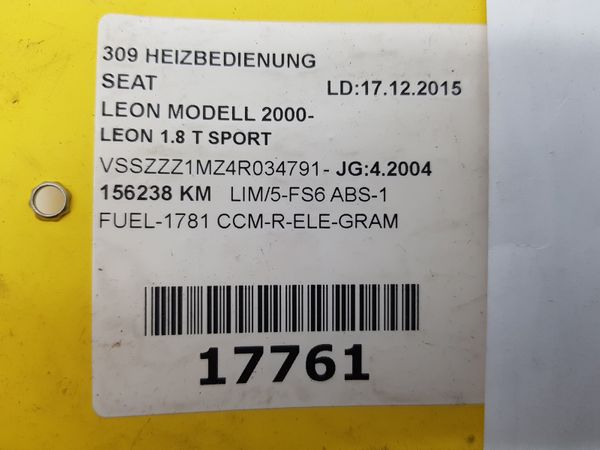 309 HEIZBEDIENUNG
SEAT LD:17.12.2015
LEON MODELL 2000-
LEON 1.8 T SPORT
VSSZZZ1MZ4R034791- JG:4.2004
156238 KM LIM/5-FS6 ABS-1
FUEL-1781 CCM-R-ELE-GRAM
17761